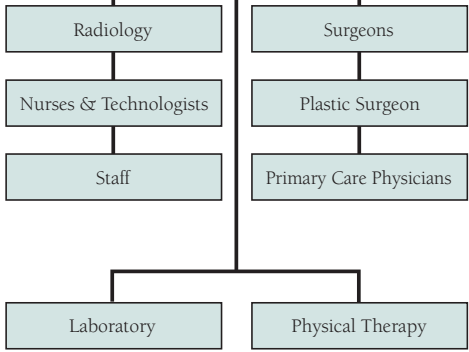 Radiology
Surgeons
Nurses & Technologists
Plastic Surgeon
Staff
Primary Care Physicians
Laboratory
Physical Therapy